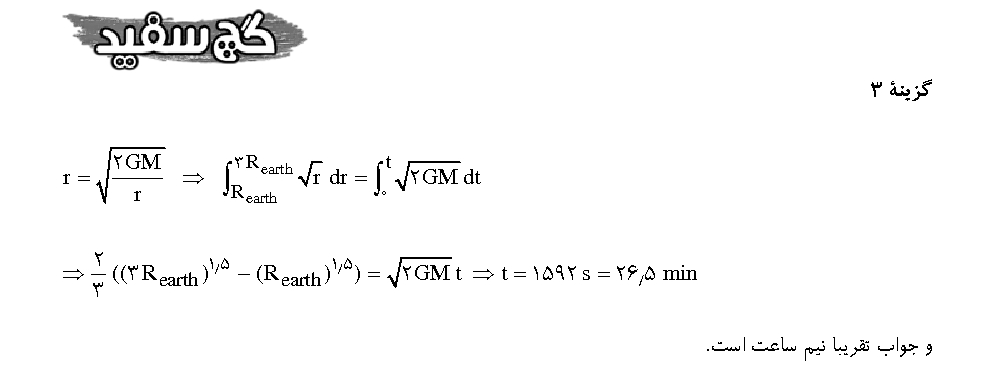 گچ سفید
گزینهٔ ۳
r = √(۲GM / r) ⇒ ∫_{R_earth}^{۳R_earth} √r dr = ∫_۰^t √(۲GM) dt
⇒ ۲/۳ ((۳R_earth)^۱٫۵ − (R_earth)^۱٫۵) = √(۲GM) t ⇒ t = ۱۵۹۲ s = ۲۶٫۵ min
و جواب تقریبا نیم ساعت است.